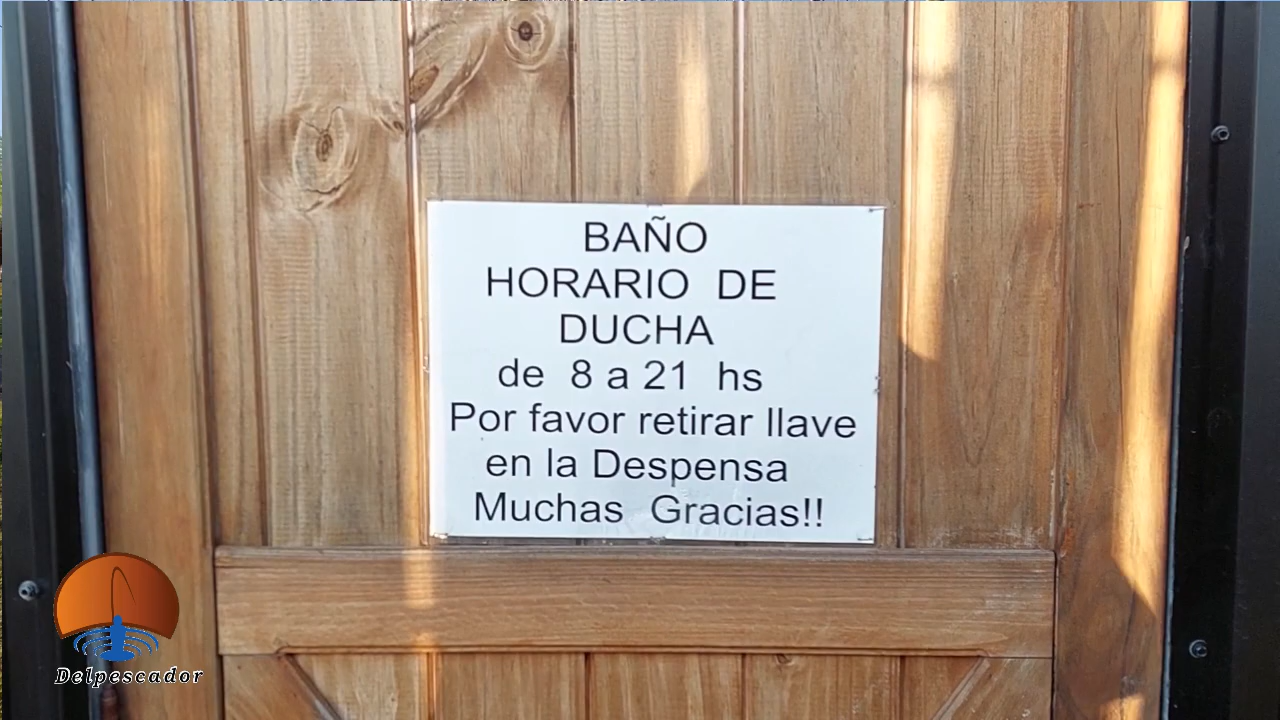 BAÑO
HORARIO DE
DUCHA
de 8 a 21 hs
Por favor retirar llave
en la Despensa
Muchas Gracias!!
Delpescador